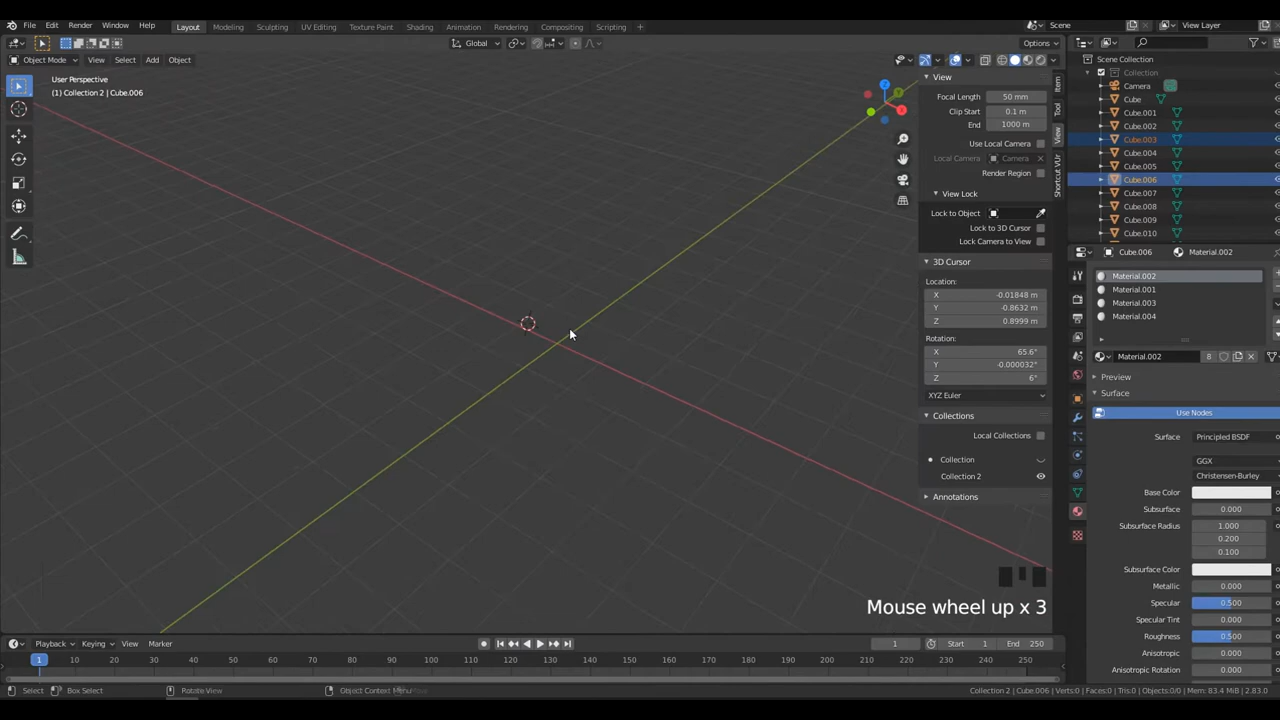 File Edit Render Window Help Layout Modeling Sculpting UV Editing Texture Paint Shading Animation Rendering Compositing Scripting + Scene View Layer
Global Options
Object Mode View Select Add Object
User Perspective
(1) Collection 2 | Cube.006
Z
Y
X
View
Focal Length 50 mm
Clip Start 0.1 m
End 1000 m
Use Local Camera
Local Camera Camera
Render Region
View Lock
Lock to Object
Lock to 3D Cursor
Lock Camera to View
3D Cursor
Location:
X -0.01848 m
Y -0.8632 m
Z 0.8999 m
Rotation:
X 65.6°
Y -0.000032°
Z 6°
XYZ Euler
Collections
Local Collections
Collection
Collection 2
Annotations
Item
Tool
View
Shortcut VUr
Scene Collection
Collection
Camera
Cube
Cube.001
Cube.002
Cube.003
Cube.004
Cube.005
Cube.006
Cube.007
Cube.008
Cube.009
Cube.010
Cube.006 Material.002
Material.002
Material.001
Material.003
Material.004
Material.002 8
Preview
Surface
Use Nodes
Surface Principled BSDF
GGX
Christensen-Burley
Base Color
Subsurface 0.000
Subsurface Radius 1.000
0.200
0.100
Subsurface Color
Metallic 0.000
Specular 0.500
Specular Tint 0.000
Roughness 0.500
Anisotropic 0.000
Anisotropic Rotation 0.000
Mouse wheel up x 3
Playback Keying View Marker 1 Start 1 End 250
1 10 20 30 40 50 60 70 80 90 100 110 120 130 140 150 160 170 180 190 200 210 220 230 240 250
Select Box Select Rotate View Object Context Menu Collection 2 | Cube.006 | Verts:0 | Faces:0 | Tris:0 | Objects:0/0 | Mem: 83.4 MiB | 2.83.0